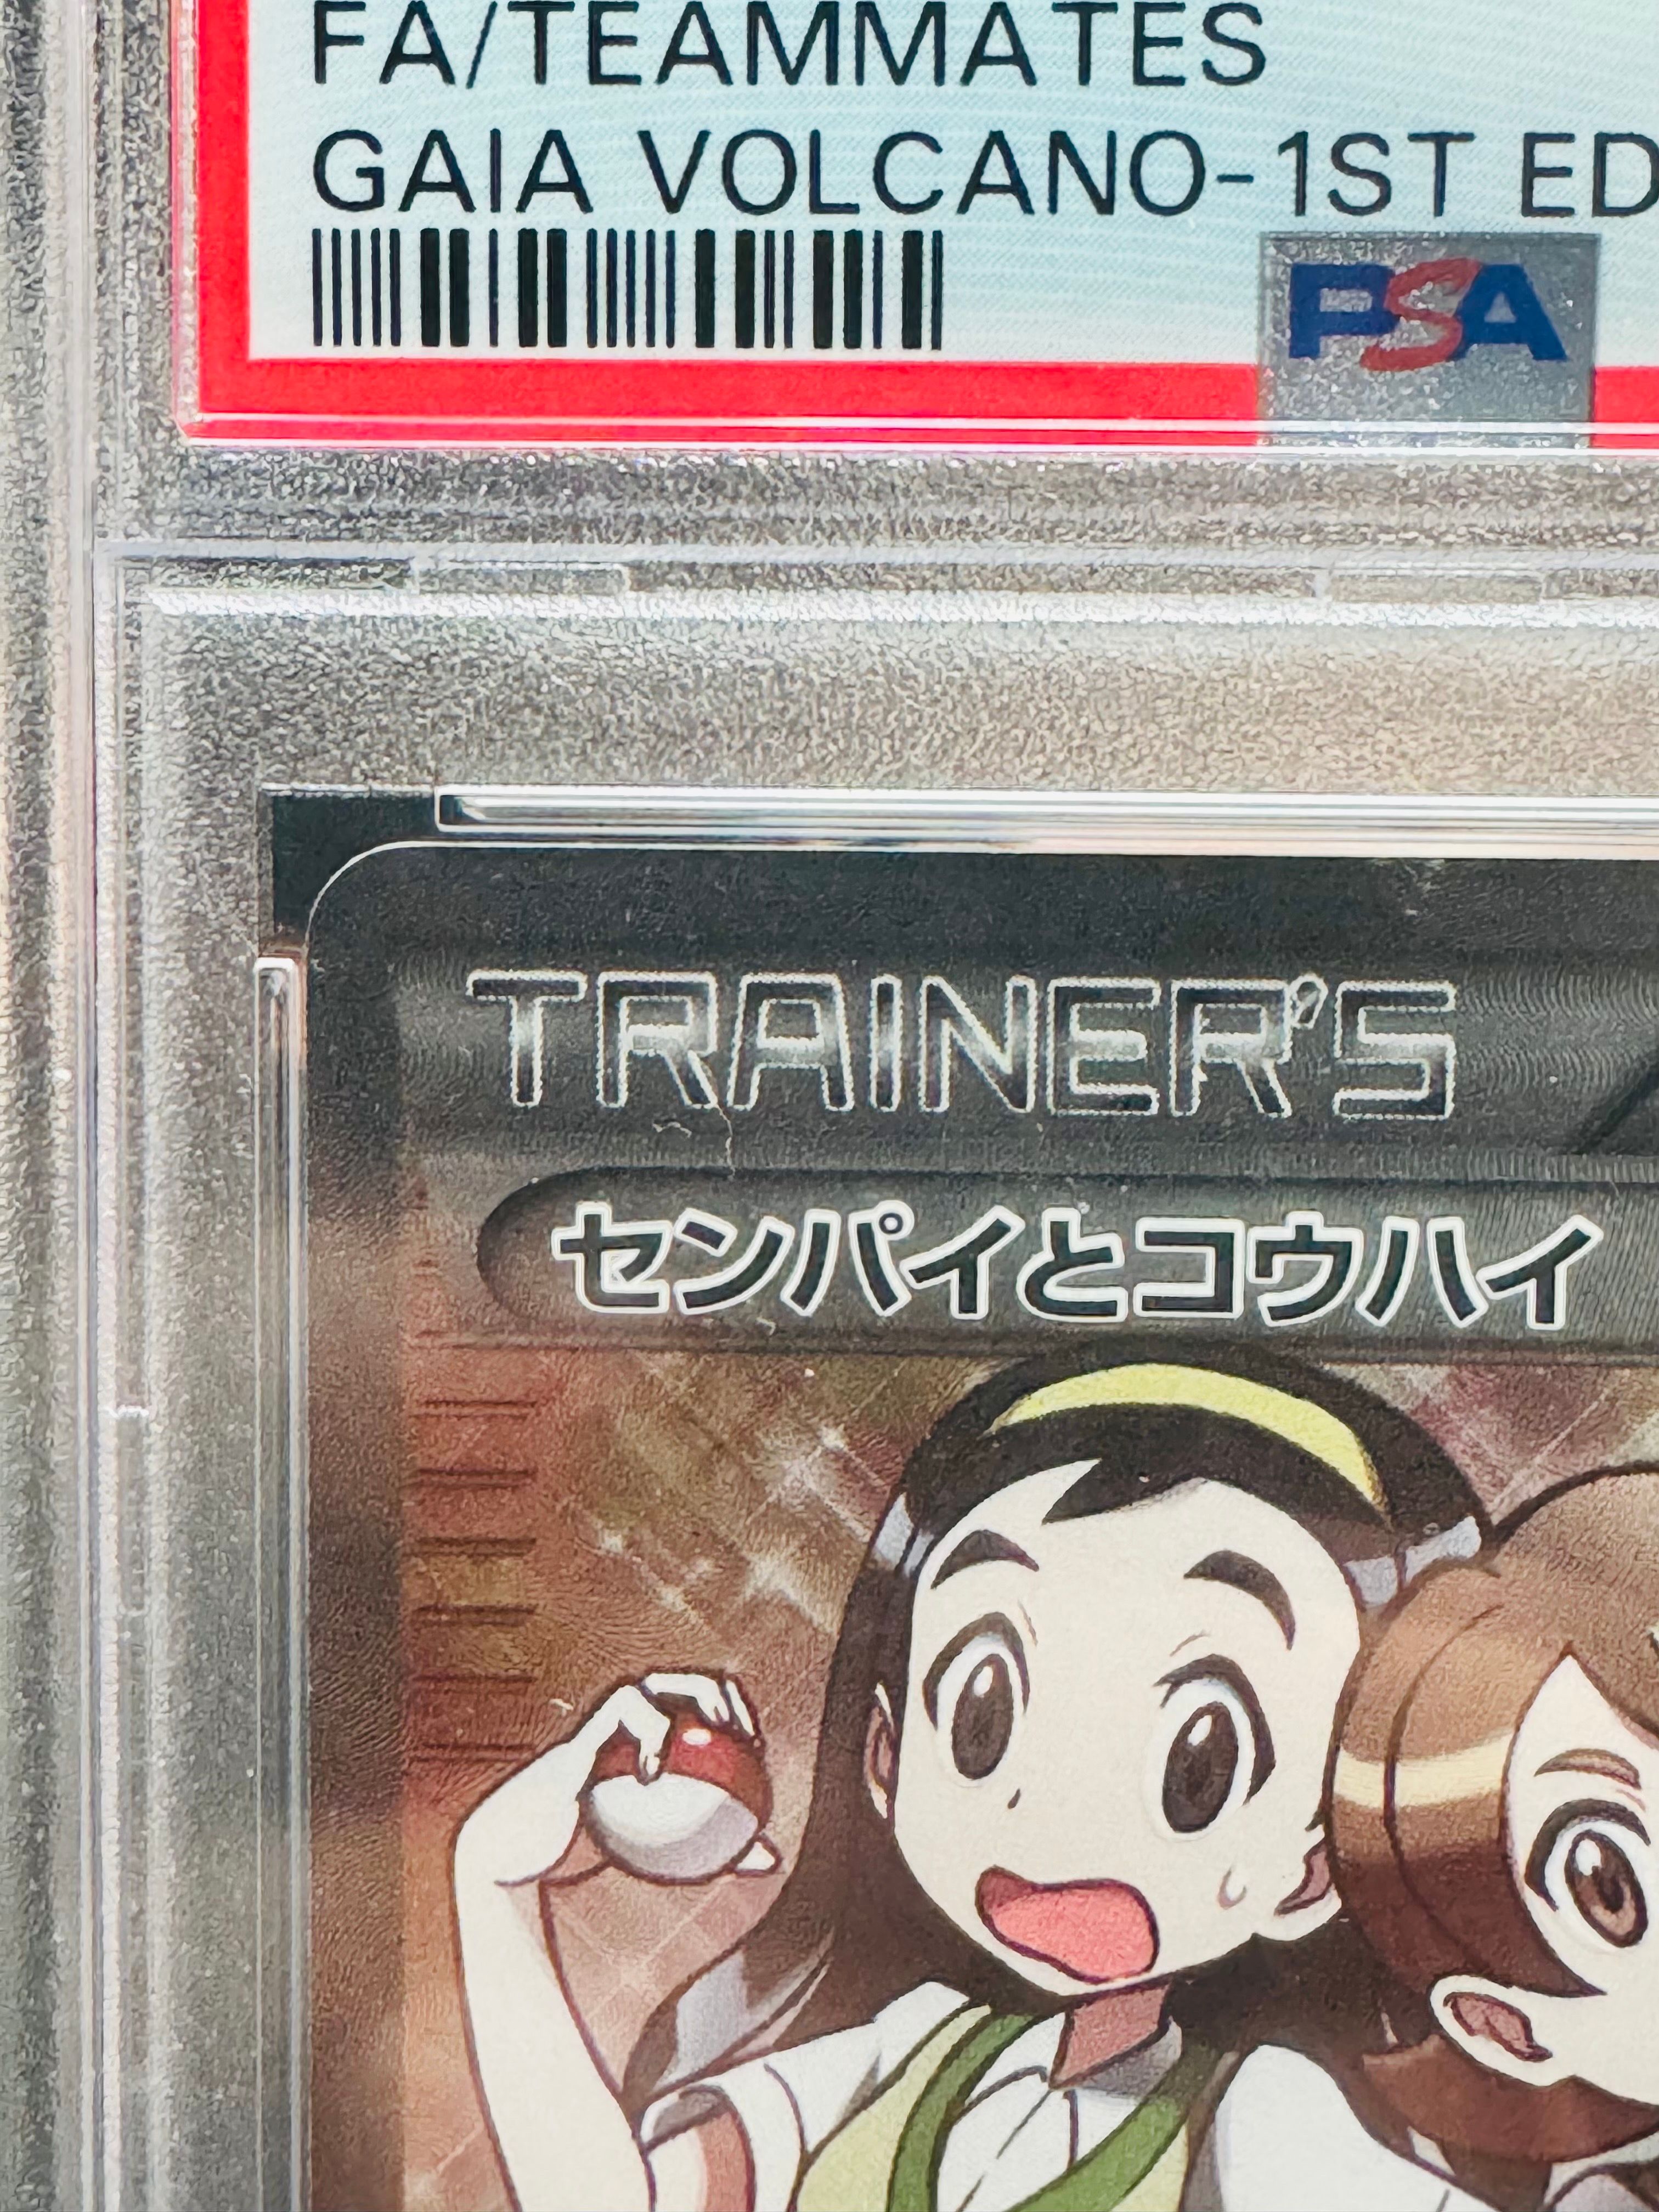 FA/TEAMMATES
GAIA VOLCANO-1ST ED
PSA
TRAINER'S
センパイとコウハイ